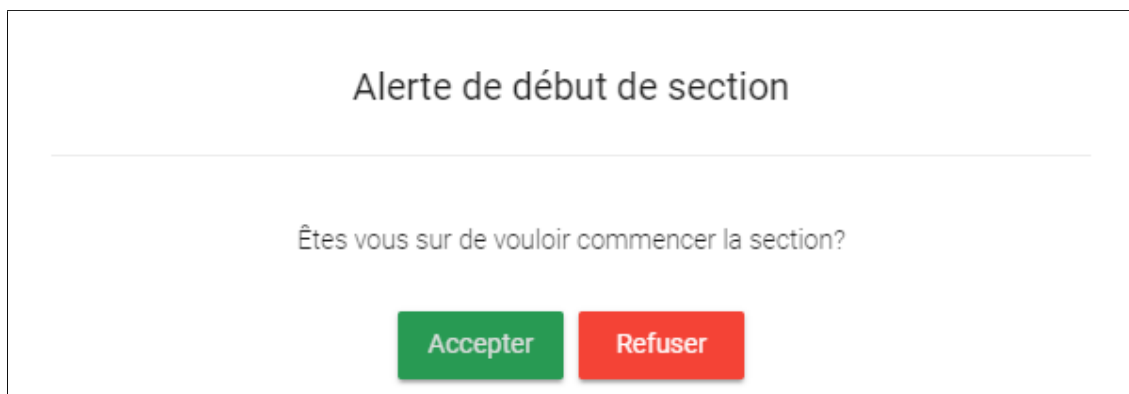 Alerte de début de section
Êtes vous sur de vouloir commencer la section?
Accepter Refuser